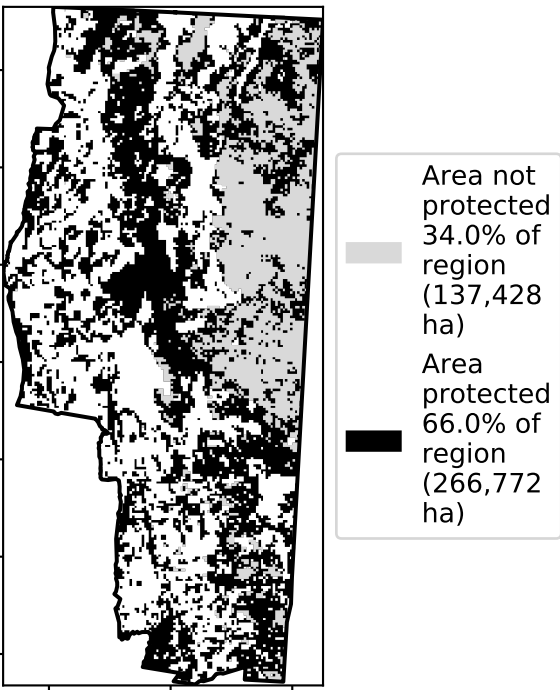 Area not
protected
34.0% of
region
(137,428
ha)
Area
protected
66.0% of
region
(266,772
ha)